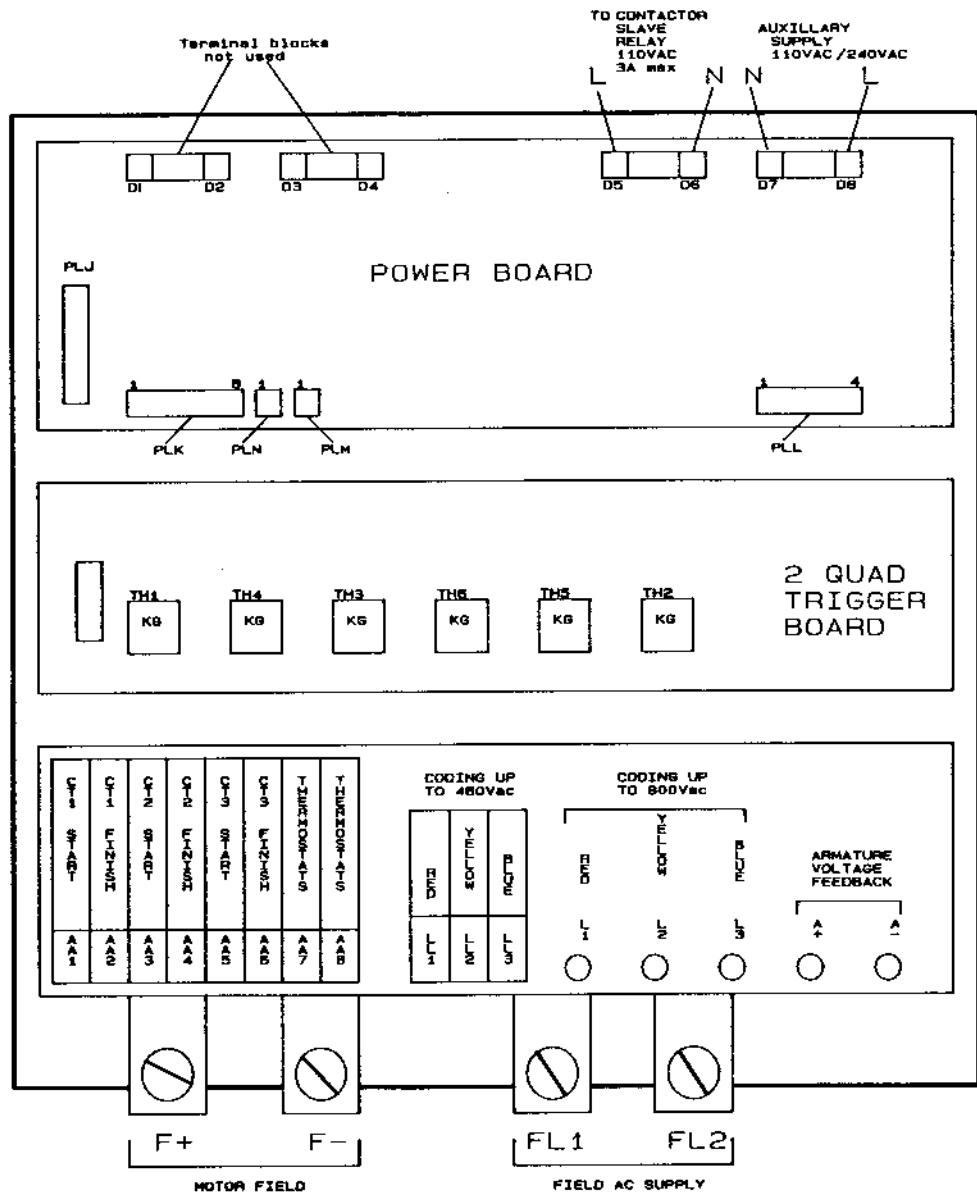 Terminal blocks
not used
TO CONTACTOR
SLAVE
RELAY
110VAC
3A max
AUXILLARY
SUPPLY
110VAC/240VAC
L
N
N
L
D1
D2
D3
D4
D5
D6
D7
D8
PLJ
POWER BOARD
1
8
1
1
1
4
PLK
PLN
PLM
PLL
TH1
TH4
TH3
TH6
TH5
TH2
KG
KG
KG
KG
KG
KG
2 QUAD
TRIGGER
BOARD
CT1 START
CT1 FINISH
CT2 START
CT2 FINISH
CT3 START
CT3 FINISH
THERMOSTATS
THERMOSTATS
AA1
AA2
AA3
AA4
AA5
AA6
AA7
AA8
CODING UP
TO 460Vac
RED
YELLOW
BLUE
LL1
LL2
LL3
CODING UP
TO 600Vac
RED
YELLOW
BLUE
L1
L2
L3
ARMATURE
VOLTAGE
FEEDBACK
A+
A-
F+
F-
FL1
FL2
MOTOR FIELD
FIELD AC SUPPLY